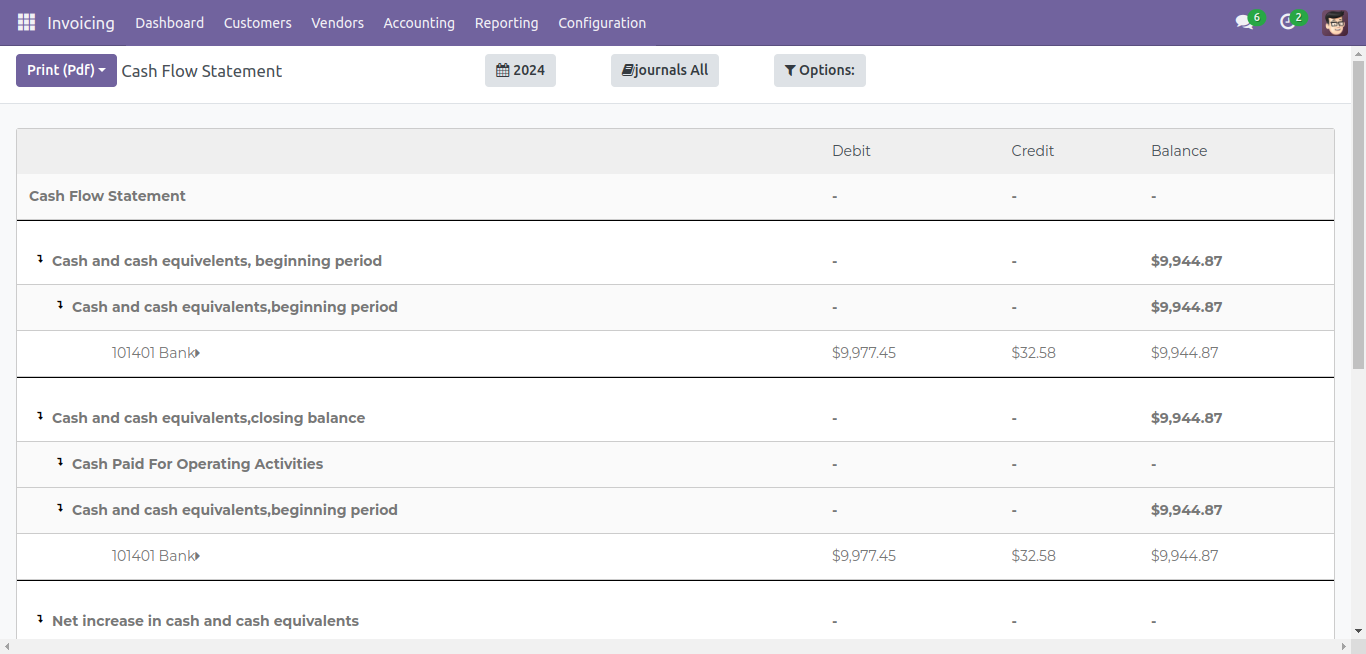 Invoicing Dashboard Customers Vendors Accounting Reporting Configuration 6 2
Print (Pdf) Cash Flow Statement 2024 journals All Options:
Debit Credit Balance
Cash Flow Statement - - -
Cash and cash equivelents, beginning period - - $9,944.87
Cash and cash equivalents,beginning period - - $9,944.87
101401 Bank $9,977.45 $32.58 $9,944.87
Cash and cash equivalents,closing balance - - $9,944.87
Cash Paid For Operating Activities - - -
Cash and cash equivalents,beginning period - - $9,944.87
101401 Bank $9,977.45 $32.58 $9,944.87
Net increase in cash and cash equivalents - - -